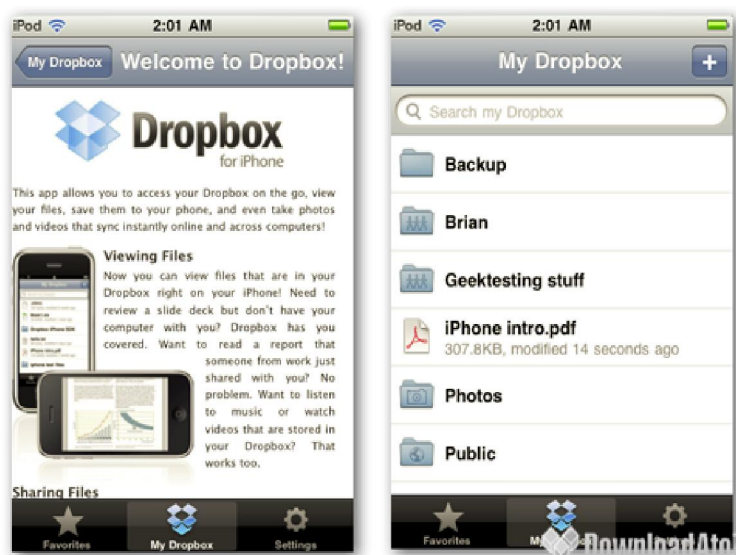 iPod 2:01 AM
My Dropbox Welcome to Dropbox!
Dropbox
for iPhone
This app allows you to access your Dropbox on the go, view
your files, save them to your phone, and even take photos
and videos that sync instantly online and across computers!
Viewing Files
Now you can view files that are in your
Dropbox right on your iPhone! Need to
review a slide deck but don't have your
computer with you? Dropbox has you
covered. Want to read a report that
someone from work just
shared with you? No
problem. Want to listen
to music or watch
videos that are stored in
your Dropbox? That
works too.
Sharing Files
Favorites My Dropbox Settings
iPod 2:01 AM
My Dropbox +
Search my Dropbox
Backup
Brian
Geektesting stuff
iPhone intro.pdf
307.8KB, modified 14 seconds ago
Photos
Public
Favorites